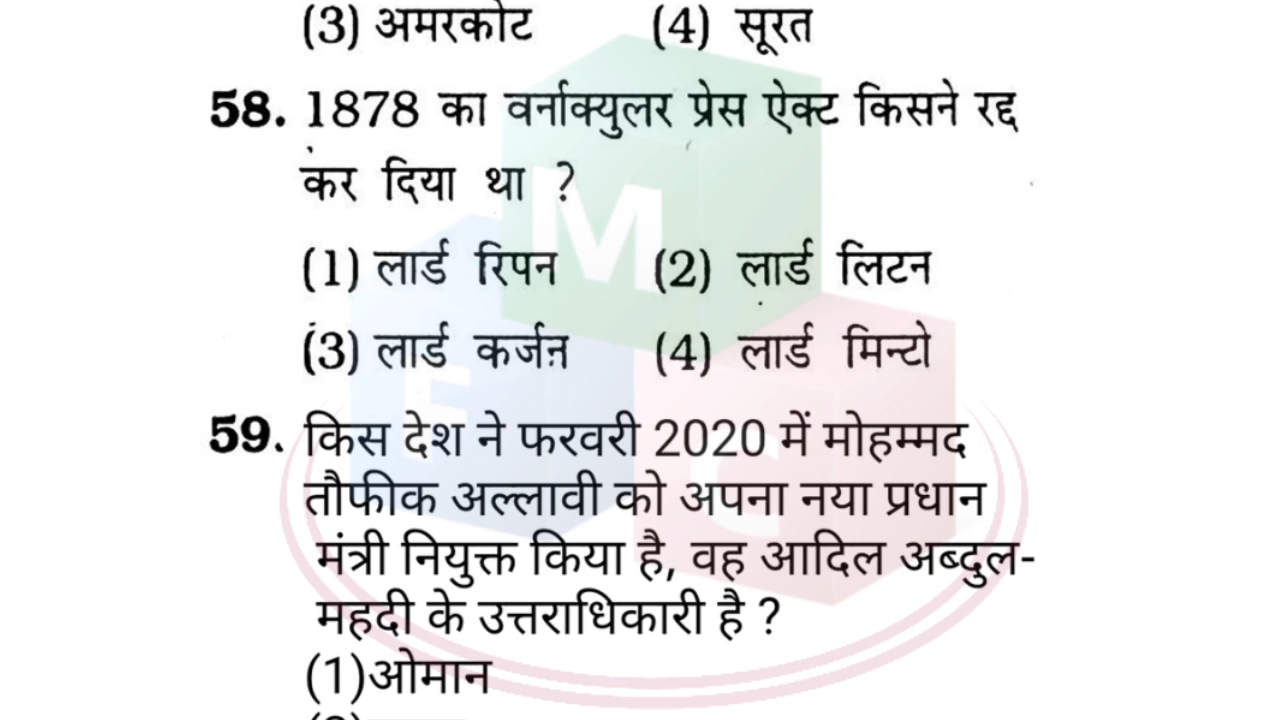 (3) अमरकोट (4) सूरत
58. 1878 का वर्नाक्युलर प्रेस ऐक्ट किसने रद्द
कर दिया था ?
(1) लार्ड रिपन (2) लार्ड लिटन
(3) लार्ड कर्जन (4) लार्ड मिन्टो
59. किस देश ने फरवरी 2020 में मोहम्मद
तौफीक अल्लावी को अपना नया प्रधान
मंत्री नियुक्त किया है, वह आदिल अब्दुल-
महदी के उत्तराधिकारी है ?
(1)ओमान